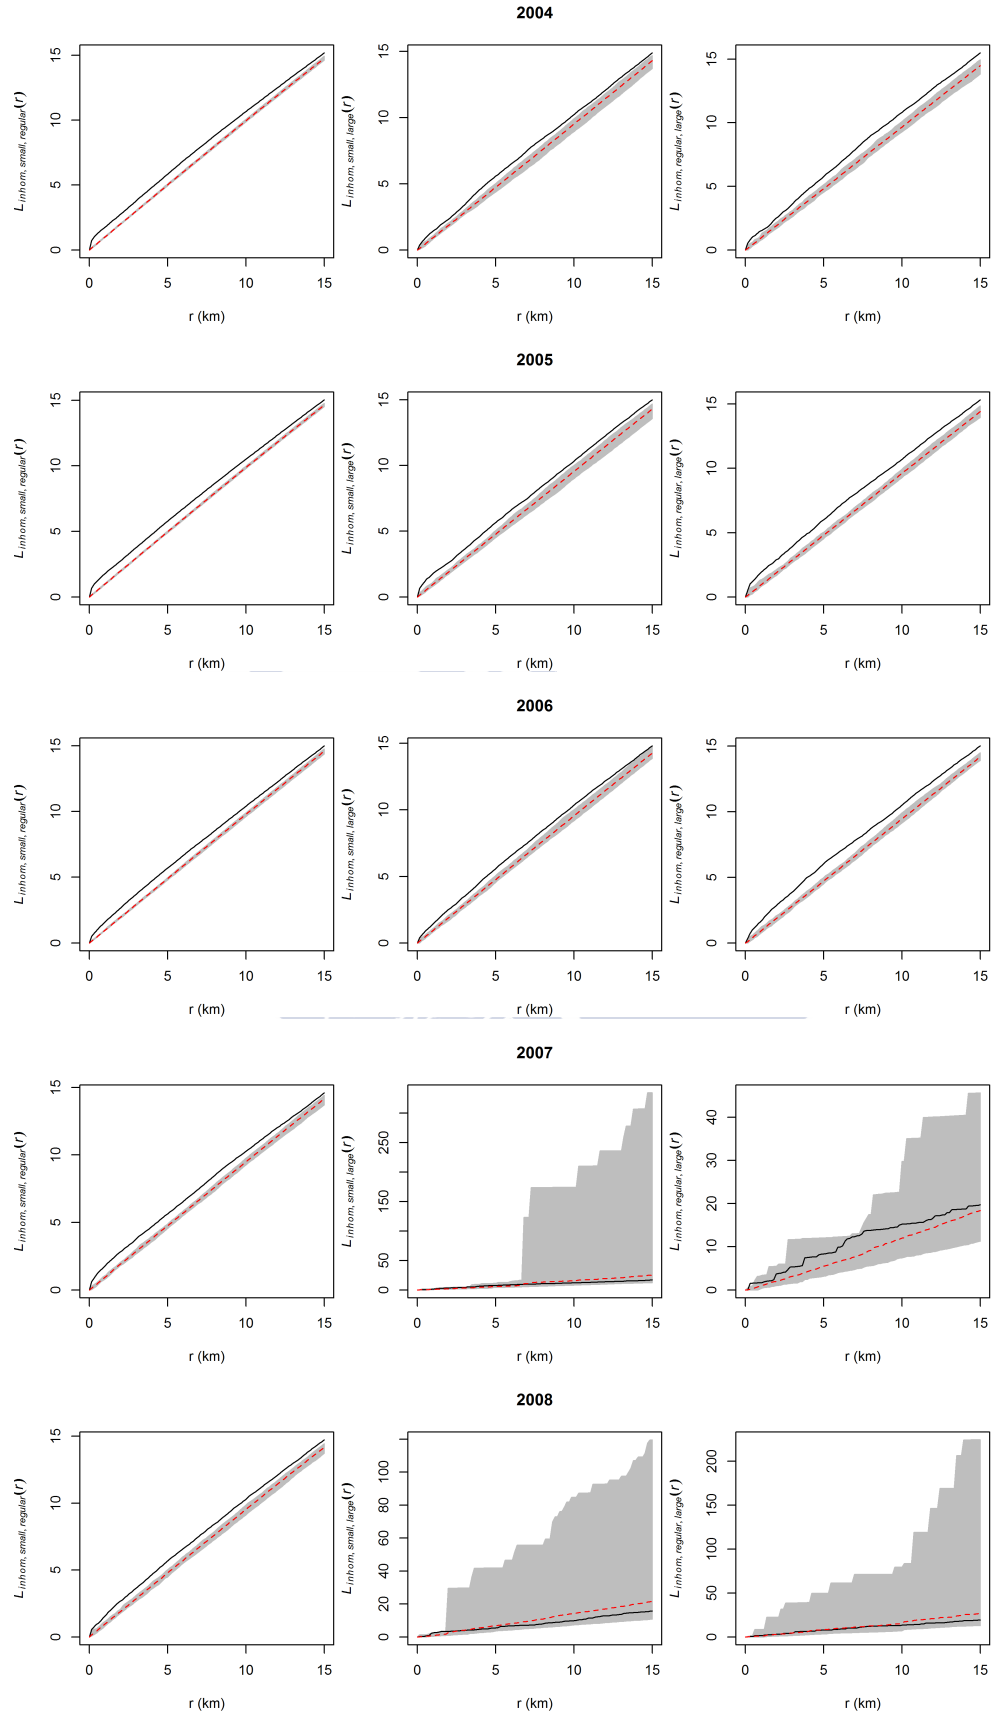 2004
L inhom, small, regular(r)
0 5 10 15
0 5 10 15
r (km)
L inhom, small, large(r)
0 5 10 15
0 5 10 15
r (km)
L inhom, regular, large(r)
0 5 10 15
0 5 10 15
r (km)
2005
L inhom, small, regular(r)
0 5 10 15
0 5 10 15
r (km)
L inhom, small, large(r)
0 5 10 15
0 5 10 15
r (km)
L inhom, regular, large(r)
0 5 10 15
0 5 10 15
r (km)
2006
L inhom, small, regular(r)
0 5 10 15
0 5 10 15
r (km)
L inhom, small, large(r)
0 5 10 15
0 5 10 15
r (km)
L inhom, regular, large(r)
0 5 10 15
0 5 10 15
r (km)
2007
L inhom, small, regular(r)
0 5 10 15
0 5 10 15
r (km)
L inhom, small, large(r)
0 50 150 250
0 5 10 15
r (km)
L inhom, regular, large(r)
0 10 20 30 40
0 5 10 15
r (km)
2008
L inhom, small, regular(r)
0 5 10 15
0 5 10 15
r (km)
L inhom, small, large(r)
0 20 40 60 80 100
0 5 10 15
r (km)
L inhom, regular, large(r)
0 50 100 150 200
0 5 10 15
r (km)